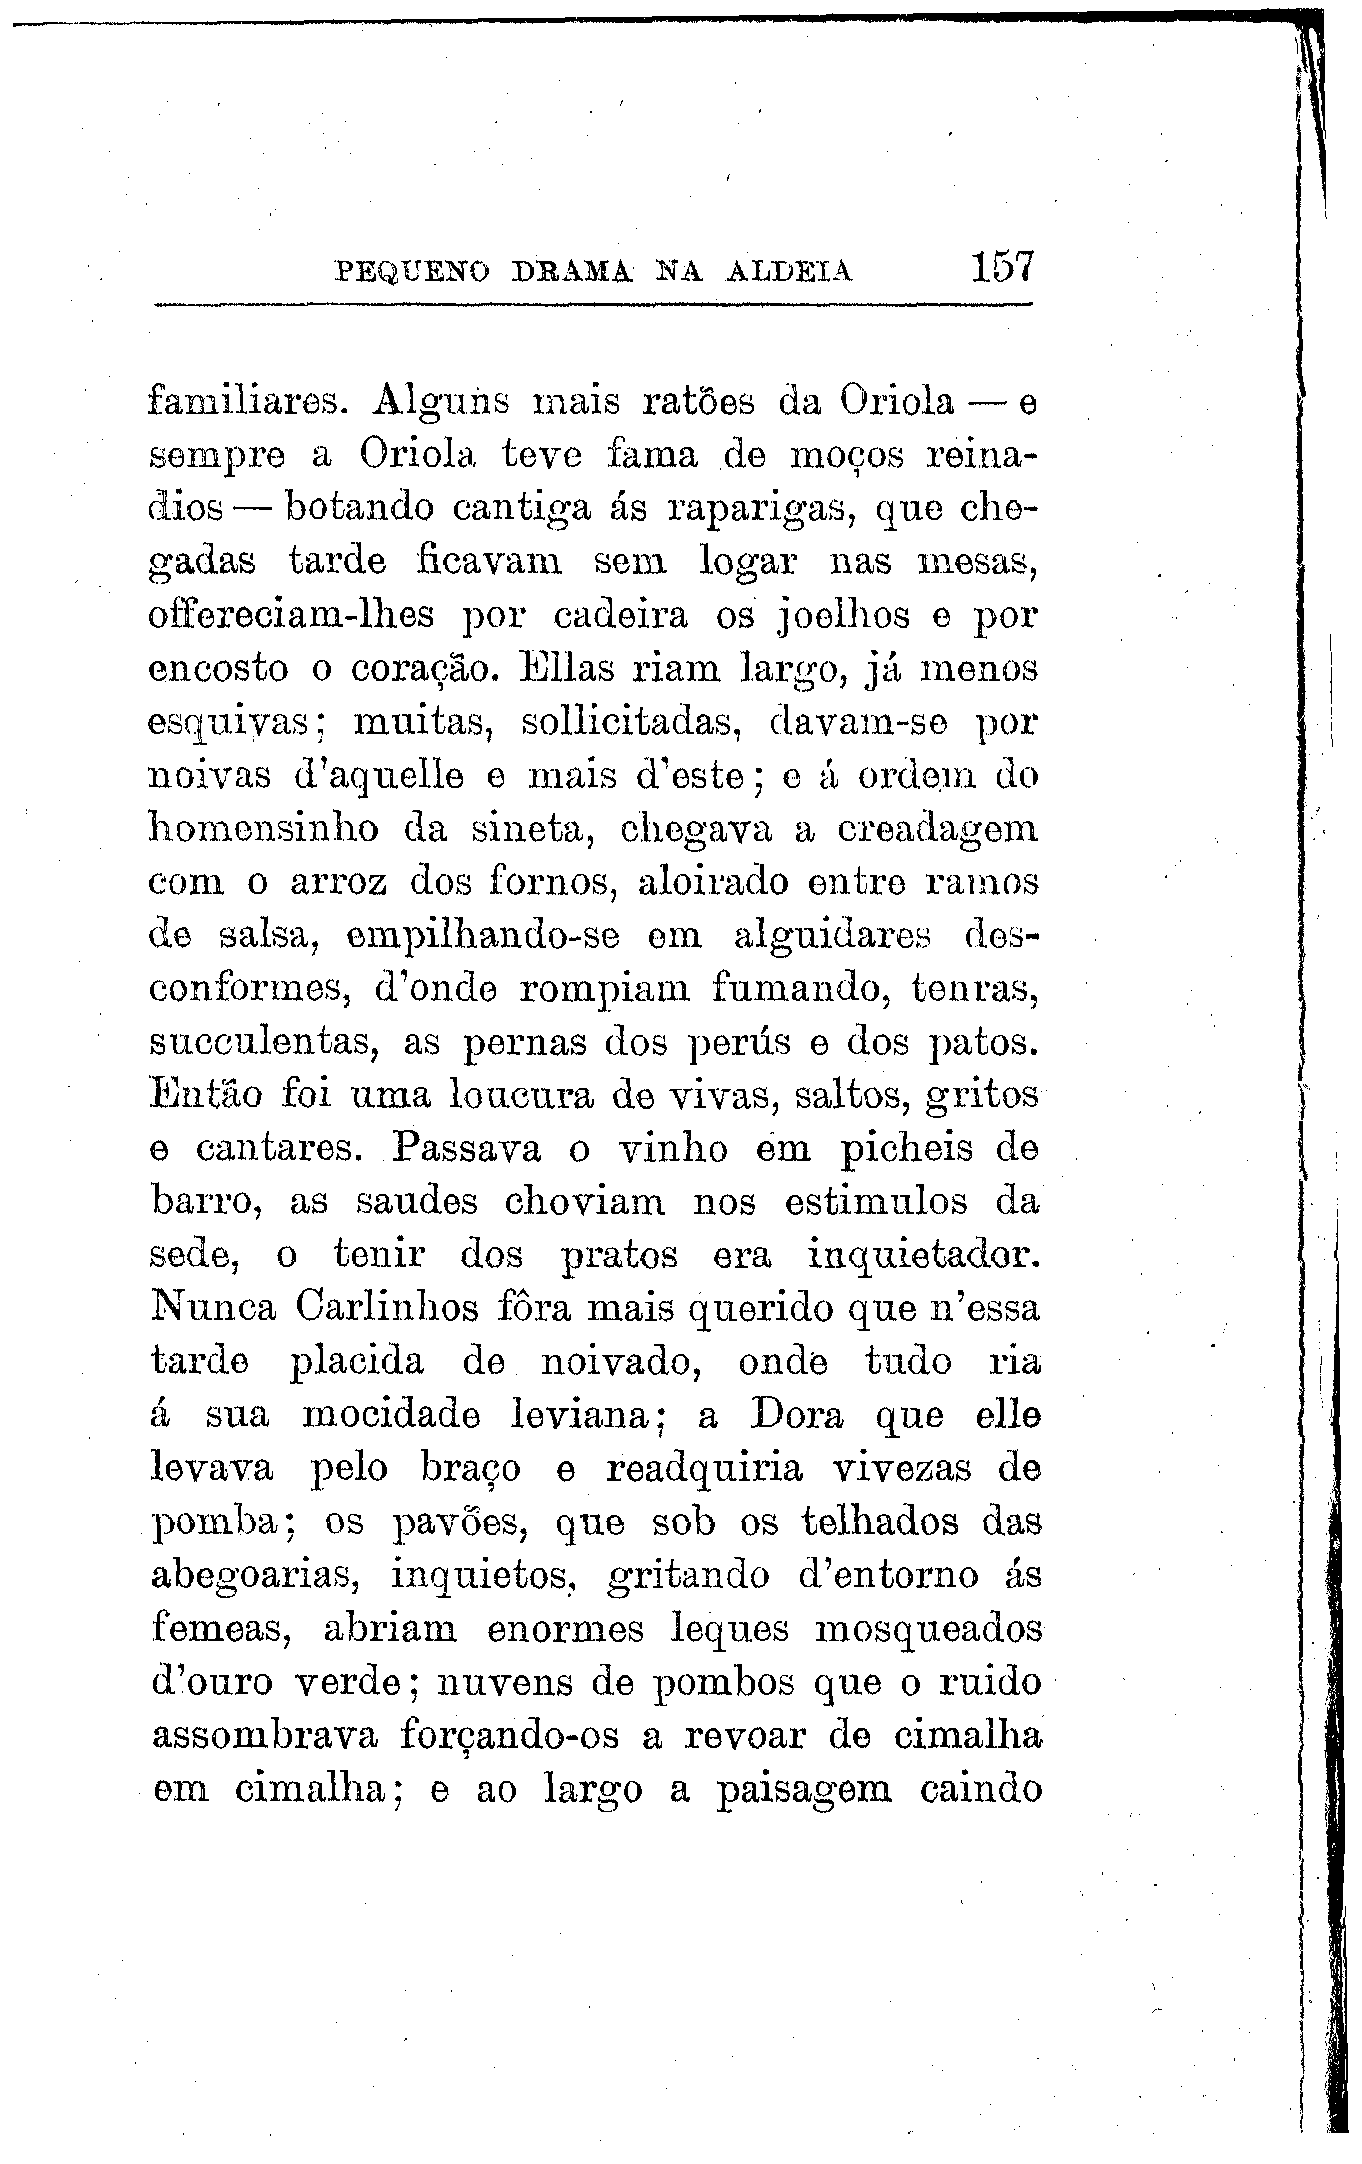 PEQUENO DRAMA NA ALDEIA 157
familiares. Alguns mais ratões da Oriola — e
sempre a Oriola teve fama de moços reina-
dios — botando cantiga ás raparigas, que che-
gadas tarde ficavam sem logar nas mesas,
offereciam-lhes por cadeira os joelhos e por
encosto o coração. Ellas riam largo, já menos
esquivas; muitas, sollicitadas, davam-se por
noivas d'aquelle e mais d'este; e á ordem do
homensinho da sineta, chegava a creadagem
com o arroz dos fornos, aloirado entre ramos
de salsa, empilhando-se em alguidares des-
conformes, d'onde rompiam fumando, tenras,
succulentas, as pernas dos perús e dos patos.
Então foi uma loucura de vivas, saltos, gritos
e cantares. Passava o vinho em picheis de
barro, as saudes choviam nos estimulos da
sede, o tenir dos pratos era inquietador.
Nunca Carlinhos fôra mais querido que n'essa
tarde placida de noivado, onde tudo ria
á sua mocidade leviana; a Dora que elle
levava pelo braço e readquiria vivezas de
pomba; os pavões, que sob os telhados das
abegoarias, inquietos, gritando d'entorno ás
femeas, abriam enormes leques mosqueados
d'ouro verde; nuvens de pombos que o ruido
assombrava forçando-os a revoar de cimalha
em cimalha; e ao largo a paisagem caindo